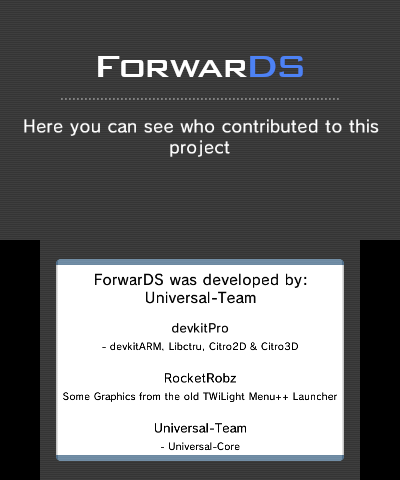 ForwarDS
Here you can see who contributed to this
project
ForwarDS was developed by:
Universal-Team
devkitPro
- devkitARM, Libctru, Citro2D & Citro3D
RocketRobz
Some Graphics from the old TWiLight Menu++ Launcher
Universal-Team
- Universal-Core